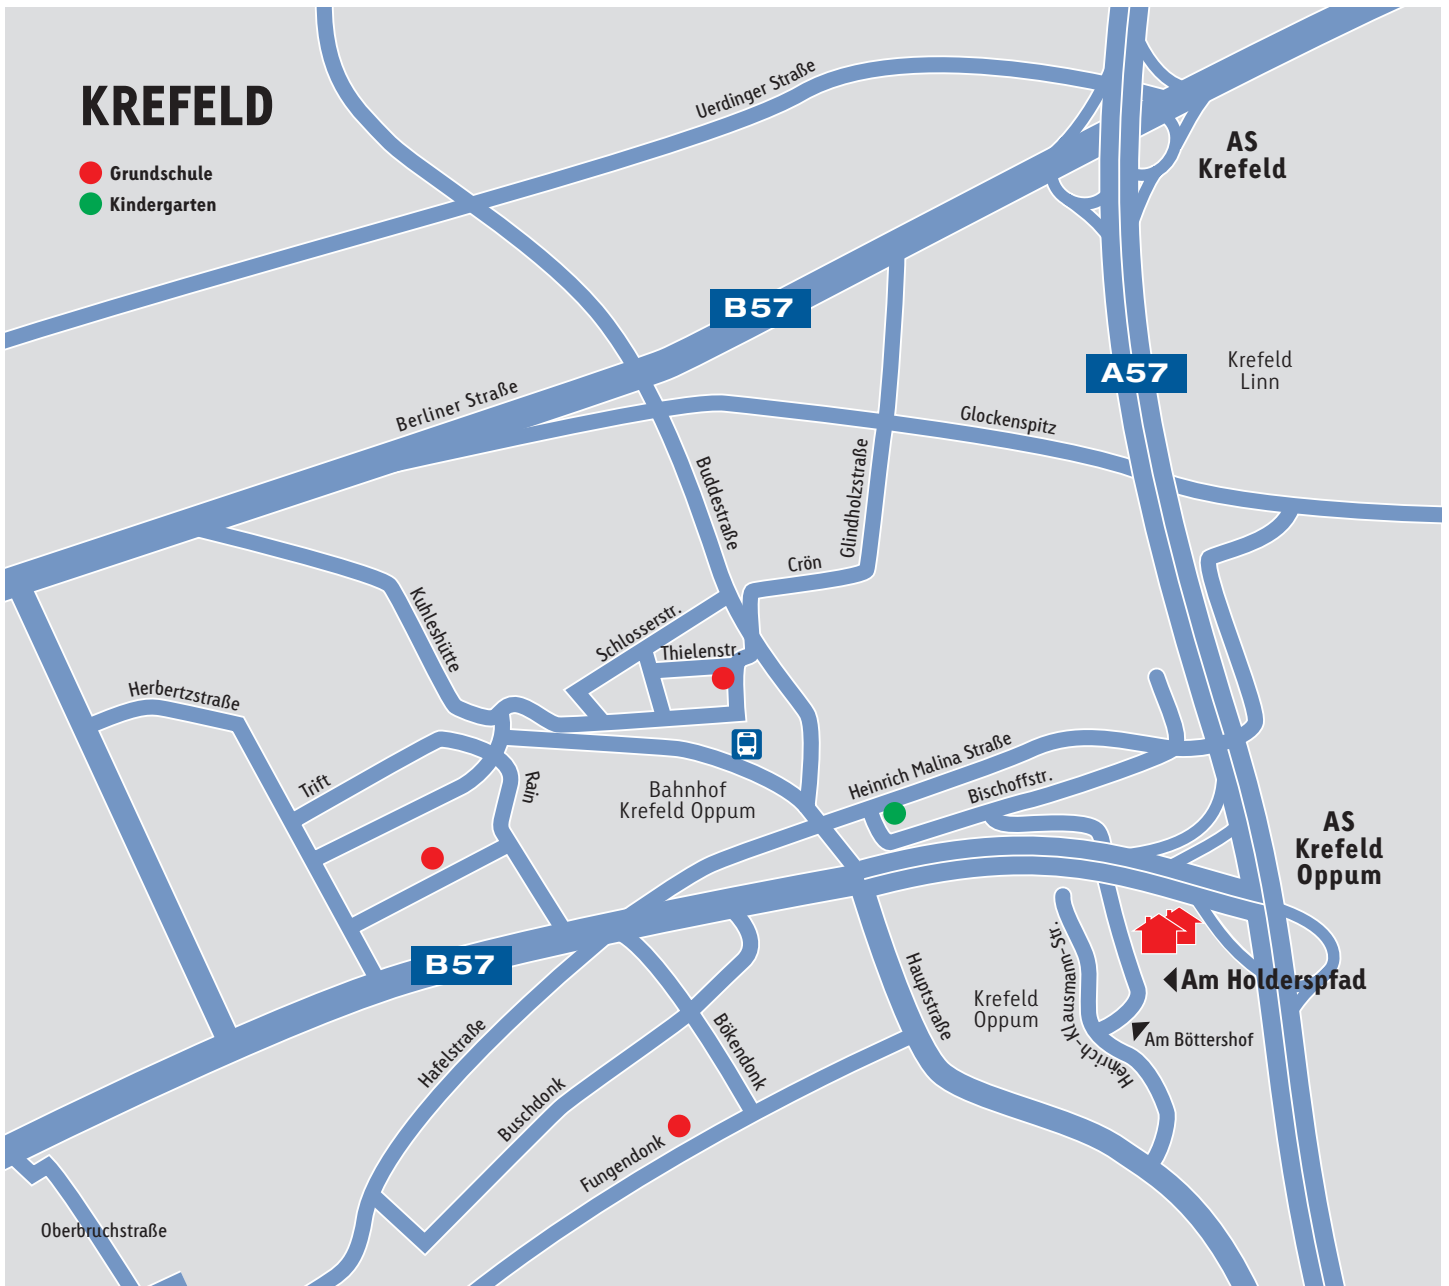 KREFELD
Grundschule
Kindergarten
Uerdinger Straße
AS
Krefeld
B57
A57
Krefeld
Linn
Berliner Straße
Glockenspitz
Buddestraße
Glindholzstraße
Crön
Kuhleshütte
Schlosserstr.
Thielenstr.
Herbertzstraße
Trift
Rain
Bahnhof
Krefeld Oppum
Heinrich Malina Straße
Bischoffstr.
AS
Krefeld
Oppum
B57
Hauptstraße
Krefeld
Oppum
Heinrich-Klausmann-Str.
Am Holderspfad
Am Böttershof
Hafelstraße
Bökendonk
Buschdonk
Fungendonk
Oberbruchstraße